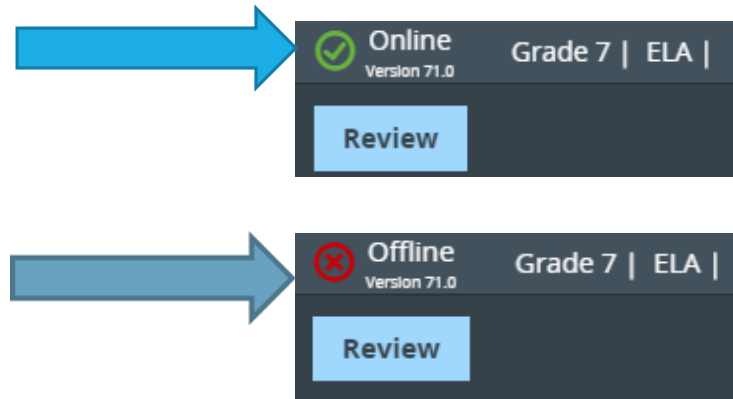 Online Grade 7 | ELA |
Version 71.0
Review
Offline Grade 7 | ELA |
Version 71.0
Review